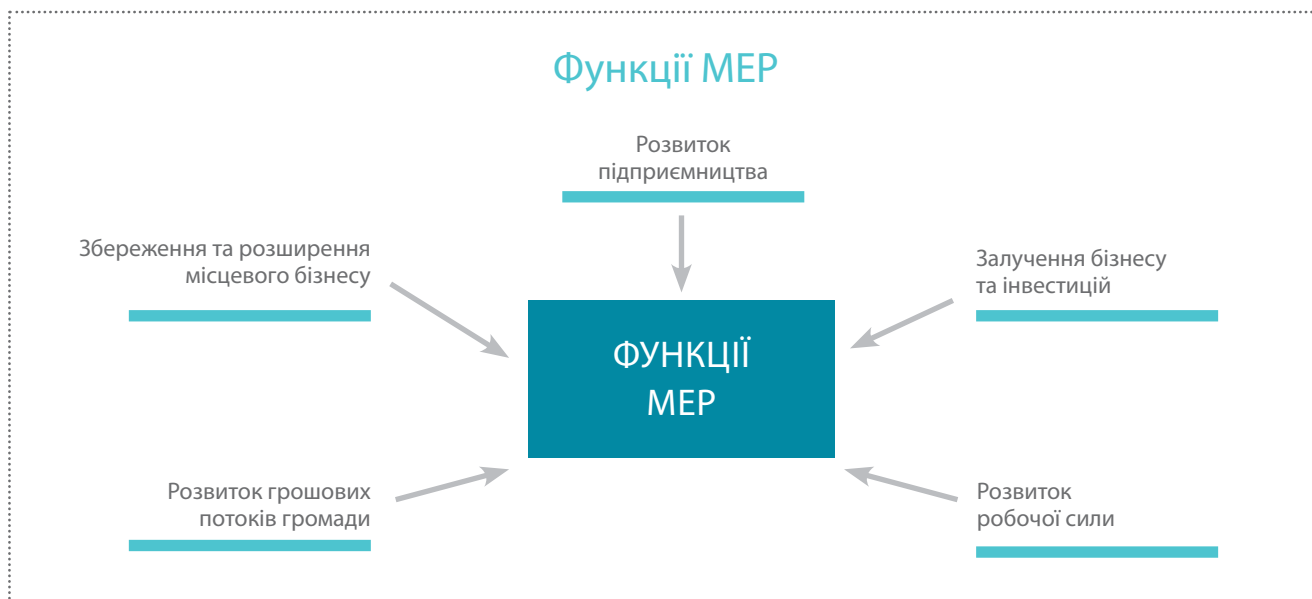 Функції МЕР
Розвиток
підприємництва
Збереження та розширення
місцевого бізнесу
Залучення бізнесу
та інвестицій
ФУНКЦІЇ
МЕР
Розвиток грошових
потоків громади
Розвиток
робочої сили